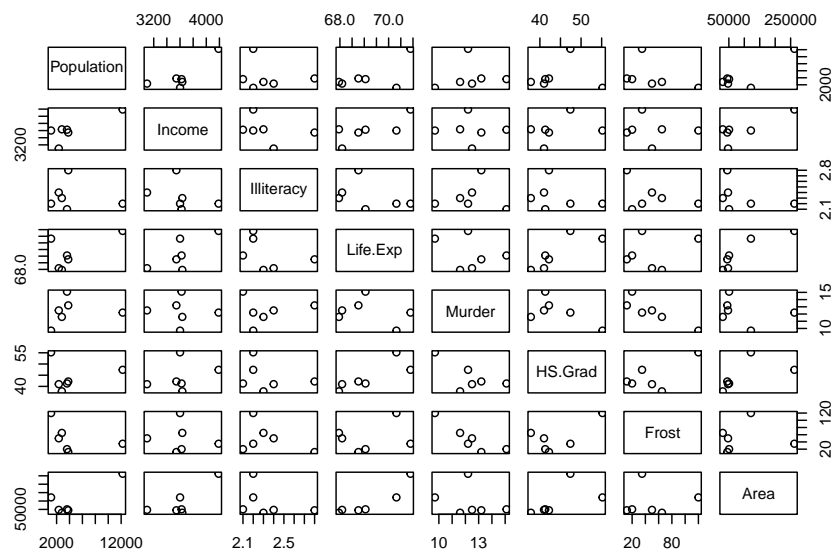 3200 4000 68.0 70.0 40 50 50000 250000
Population
2000
3200
Income
Illiteracy
2.1 2.8
68.0
Life.Exp
Murder
10 15
40 55
HS.Grad
Frost
20 120
50000
Area
2000 12000 2.1 2.5 10 13 20 80